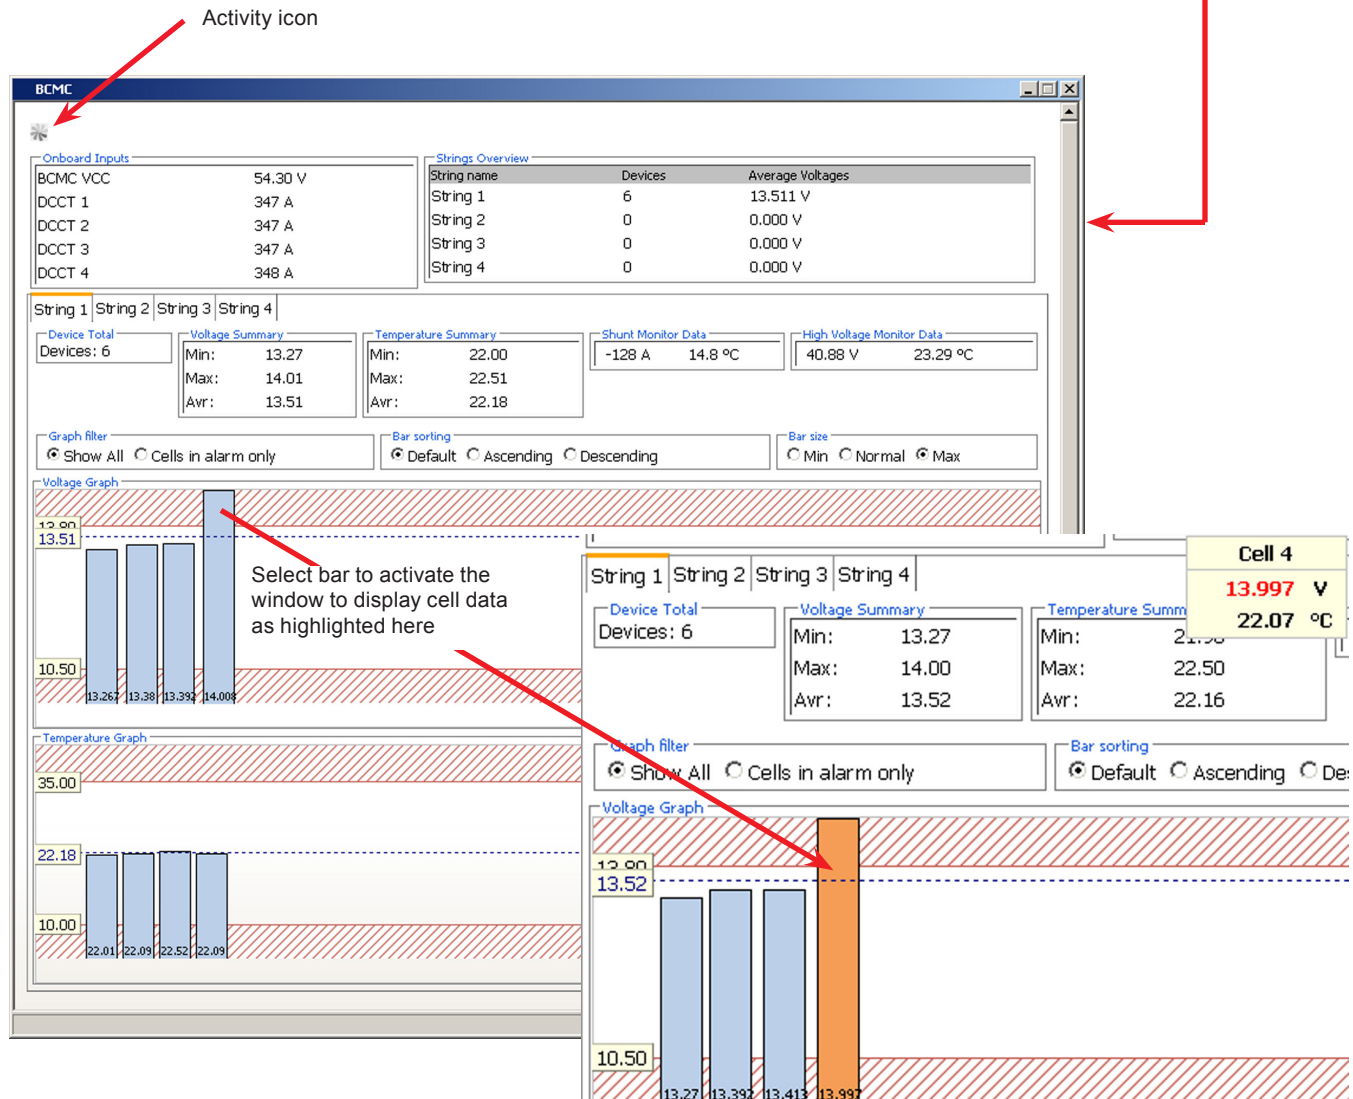 Activity icon
BCMC
Onboard Inputs
BCMC VCC 54.30 V
DCCT 1 347 A
DCCT 2 347 A
DCCT 3 347 A
DCCT 4 348 A
Strings Overview
String name Devices Average Voltages
String 1 6 13.511 V
String 2 0 0.000 V
String 3 0 0.000 V
String 4 0 0.000 V
String 1 String 2 String 3 String 4
Device Total
Devices: 6
Voltage Summary
Min: 13.27
Max: 14.01
Avr: 13.51
Temperature Summary
Min: 22.00
Max: 22.51
Avr: 22.18
Shunt Monitor Data
-128 A 14.8 ºC
High Voltage Monitor Data
40.88 V 23.29 ºC
Graph filter
Show All Cells in alarm only
Bar sorting
Default Ascending Descending
Bar size
Min Normal Max
Voltage Graph
13.80
13.51
10.50
13.267 13.38 13.392 14.008
Select bar to activate the
window to display cell data
as highlighted here
Temperature Graph
35.00
22.18
10.00
22.01 22.09 22.52 22.09
String 1 String 2 String 3 String 4
Cell 4
13.997 V
22.07 ºC
Device Total
Devices: 6
Voltage Summary
Min: 13.27
Max: 14.00
Avr: 13.52
Temperature Summ
Min:
Max: 22.50
Avr: 22.16
Graph filter
Show All Cells in alarm only
Bar sorting
Default Ascending Des
Voltage Graph
13.80
13.52
10.50
13.27 13.392 13.413 13.997